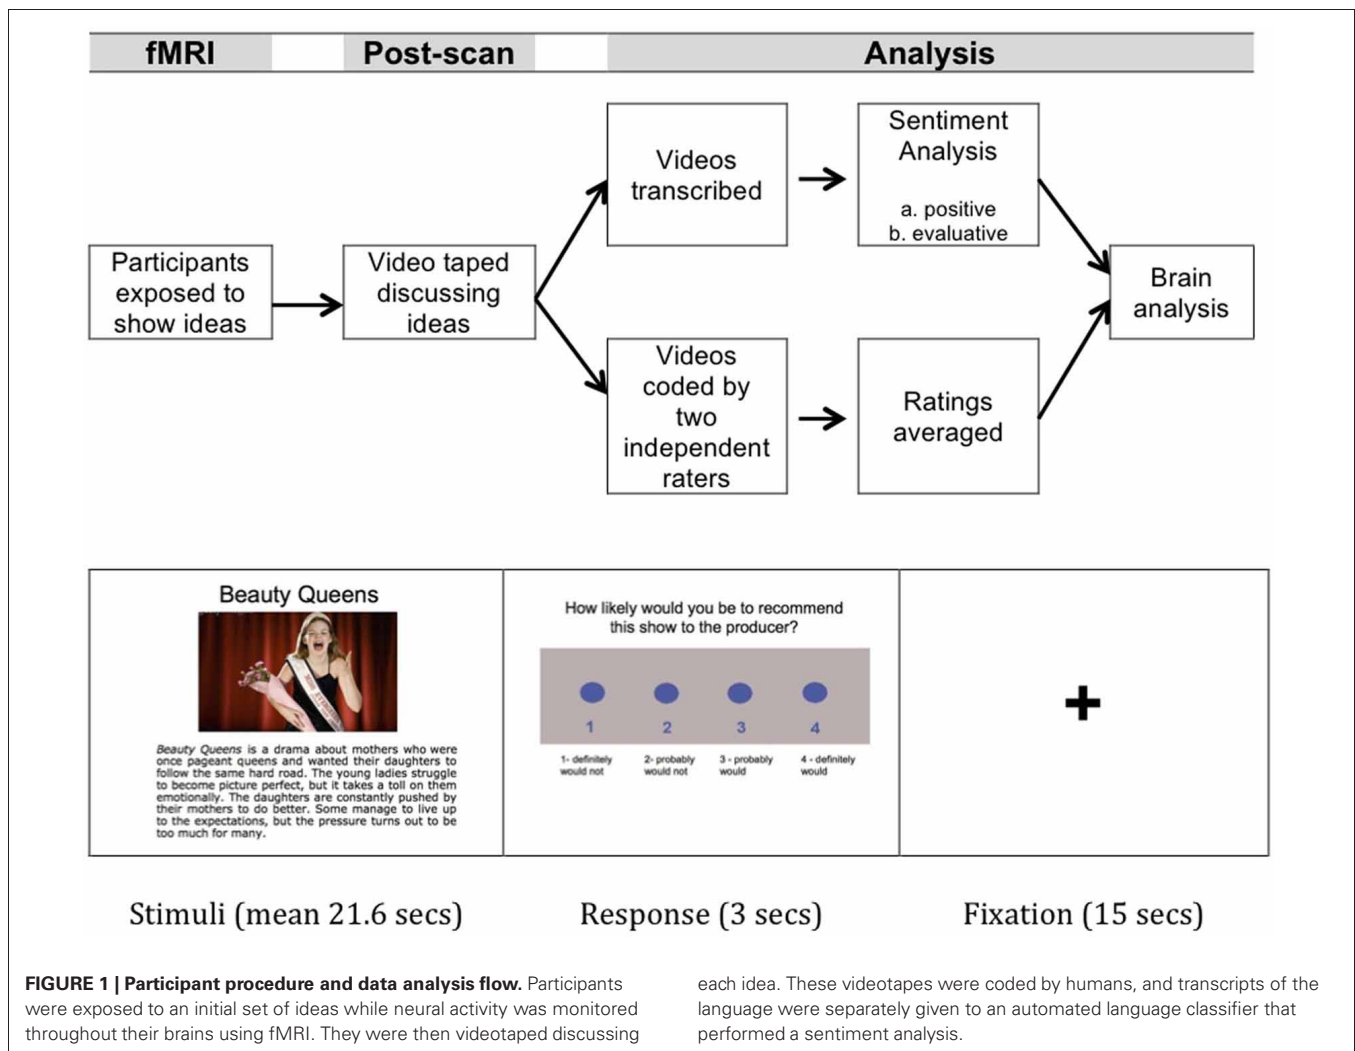 fMRI
Post-scan
Analysis
Participants
exposed to
show ideas
Video taped
discussing
ideas
Videos
transcribed
Sentiment
Analysis
a. positive
b. evaluative
Videos
coded by
two
independent
raters
Ratings
averaged
Brain
analysis
Beauty Queens
Beauty Queens is a drama about mothers who were
once pageant queens and wanted their daughters to
follow the same hard road. The young ladies struggle
to become picture perfect, but it takes a toll on them
emotionally. The daughters are constantly pushed by
their mothers to do better. Some manage to live up
to the expectations, but the pressure turns out to be
too much for many.
How likely would you be to recommend
this show to the producer?
1 2 3 4
1- definitely
would not
2- probably
would not
3 - probably
would
4 - definitely
would
+
Stimuli (mean 21.6 secs)
Response (3 secs)
Fixation (15 secs)
FIGURE 1 | Participant procedure and data analysis flow. Participants
were exposed to an initial set of ideas while neural activity was monitored
throughout their brains using fMRI. They were then videotaped discussing
each idea. These videotapes were coded by humans, and transcripts of the
language were separately given to an automated language classifier that
performed a sentiment analysis.